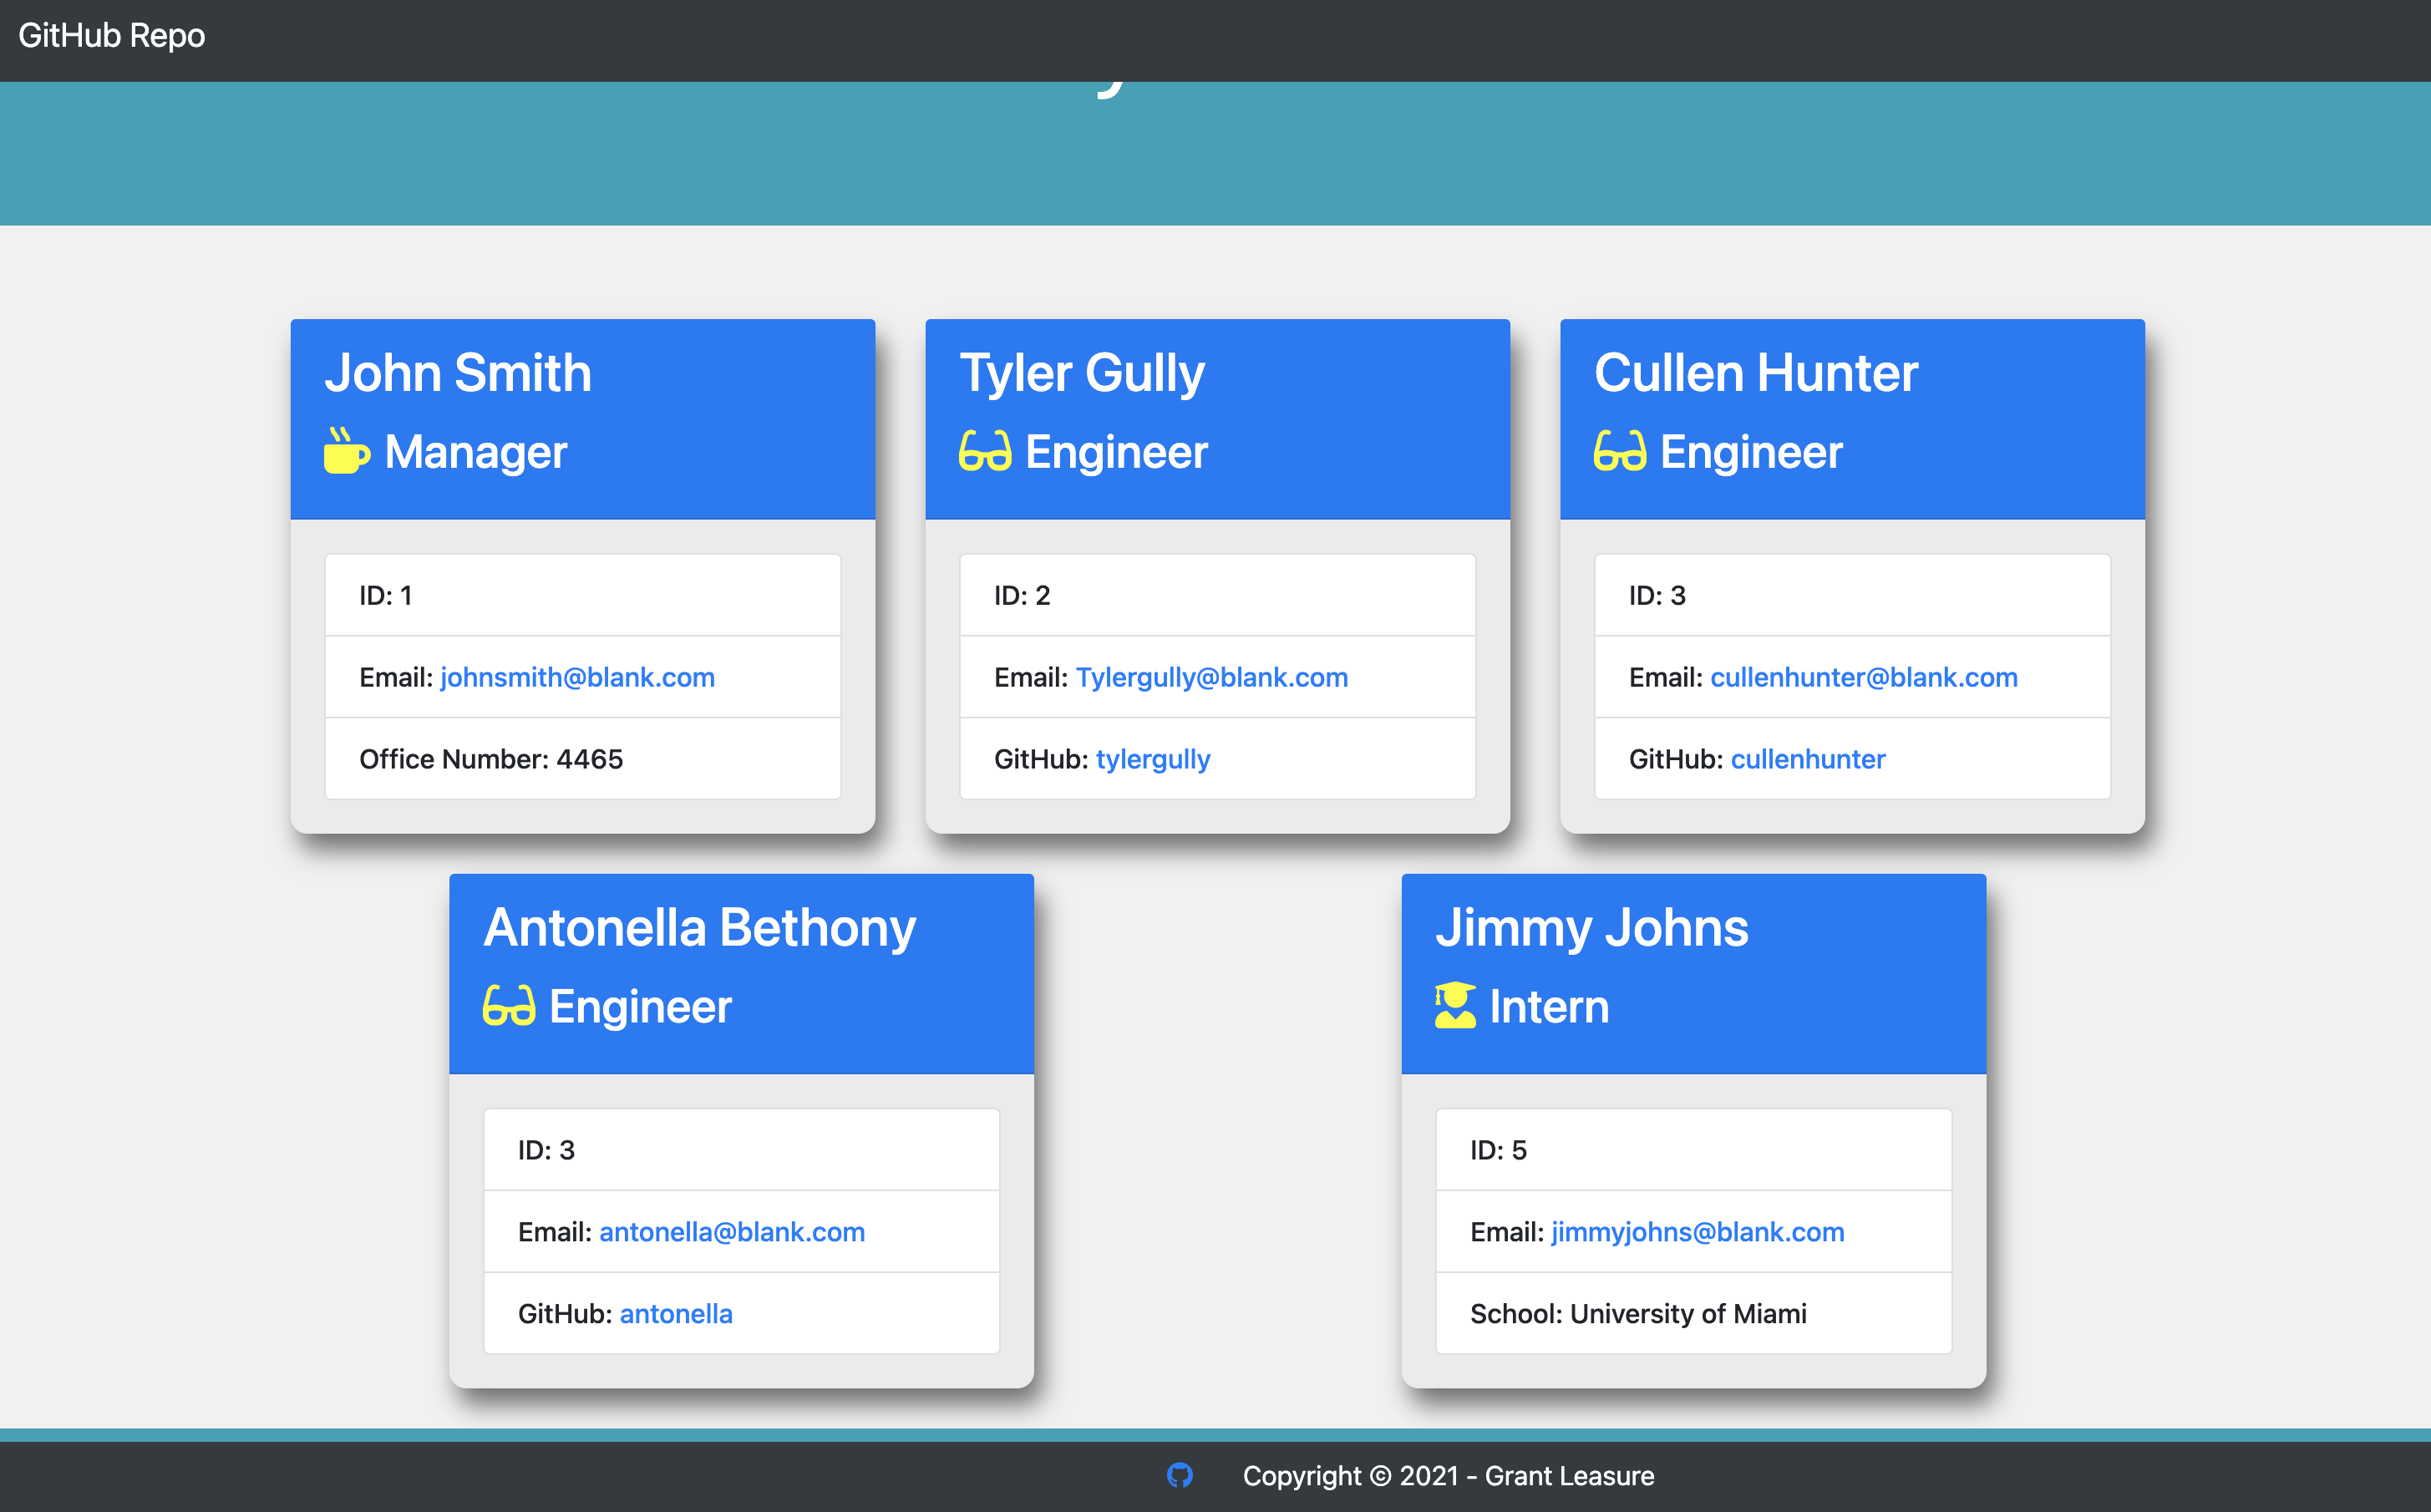 GitHub Repo
John Smith
Manager
ID: 1
Email: johnsmith@blank.com
Office Number: 4465
Tyler Gully
Engineer
ID: 2
Email: Tylergully@blank.com
GitHub: tylergully
Cullen Hunter
Engineer
ID: 3
Email: cullenhunter@blank.com
GitHub: cullenhunter
Antonella Bethony
Engineer
ID: 3
Email: antonella@blank.com
GitHub: antonella
Jimmy Johns
Intern
ID: 5
Email: jimmyjohns@blank.com
School: University of Miami
Copyright © 2021 - Grant Leasure